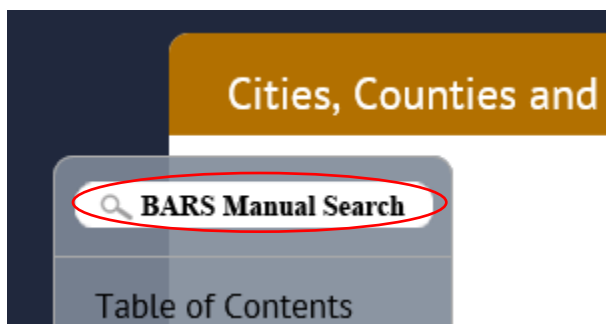 Cities, Counties and
BARS Manual Search
Table of Contents